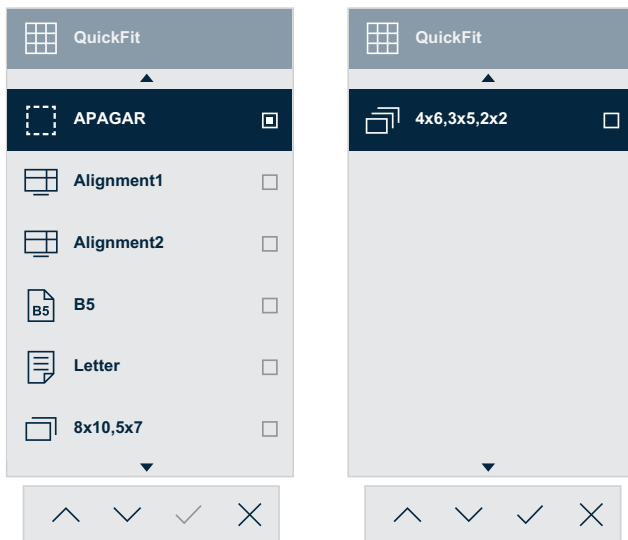 QuickFit
APAGAR
Alignment1
Alignment2
B5
B5
Letter
8x10,5x7
QuickFit
4x6,3x5,2x2